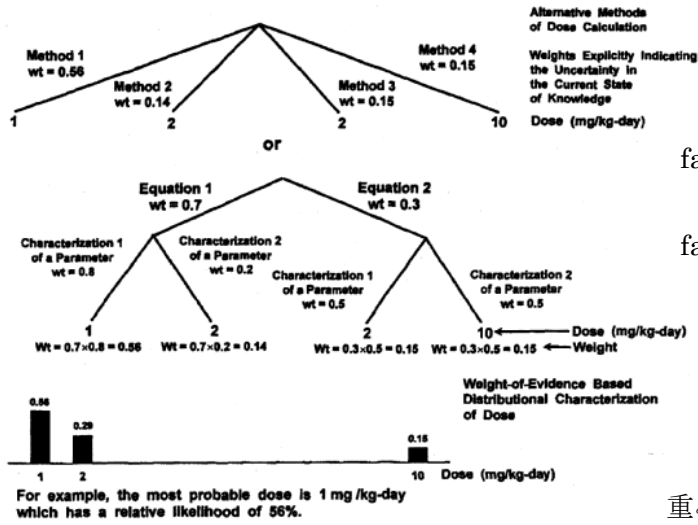 Alternative Methods
of Dose Calculation
Method 1
wt = 0.56
Method 2
wt = 0.14
Method 3
wt = 0.15
Method 4
wt = 0.15
Weights Explicitly Indicating
the Uncertainty in
the Current State
of Knowledge
1
2
2
10
Dose (mg/kg-day)
or
fa
Equation 1
wt = 0.7
Equation 2
wt = 0.3
fa
Characterization 1
of a Parameter
wt = 0.8
Characterization 2
of a Parameter
wt = 0.2
Characterization 1
of a Parameter
wt = 0.5
Characterization 2
of a Parameter
wt = 0.5
1
2
2
10
Dose (mg/kg-day)
Wt = 0.7×0.8 = 0.56
Wt = 0.7×0.2 = 0.14
Wt = 0.3×0.5 = 0.15
Wt = 0.3×0.5 = 0.15
Weight
Weight-of-Evidence Based
Distributional Characterization
of Dose
0.56
0.29
0.15
1
2
10
Dose (mg/kg-day)
For example, the most probable dose is 1 mg/kg-day
which has a relative likelihood of 56%.
重